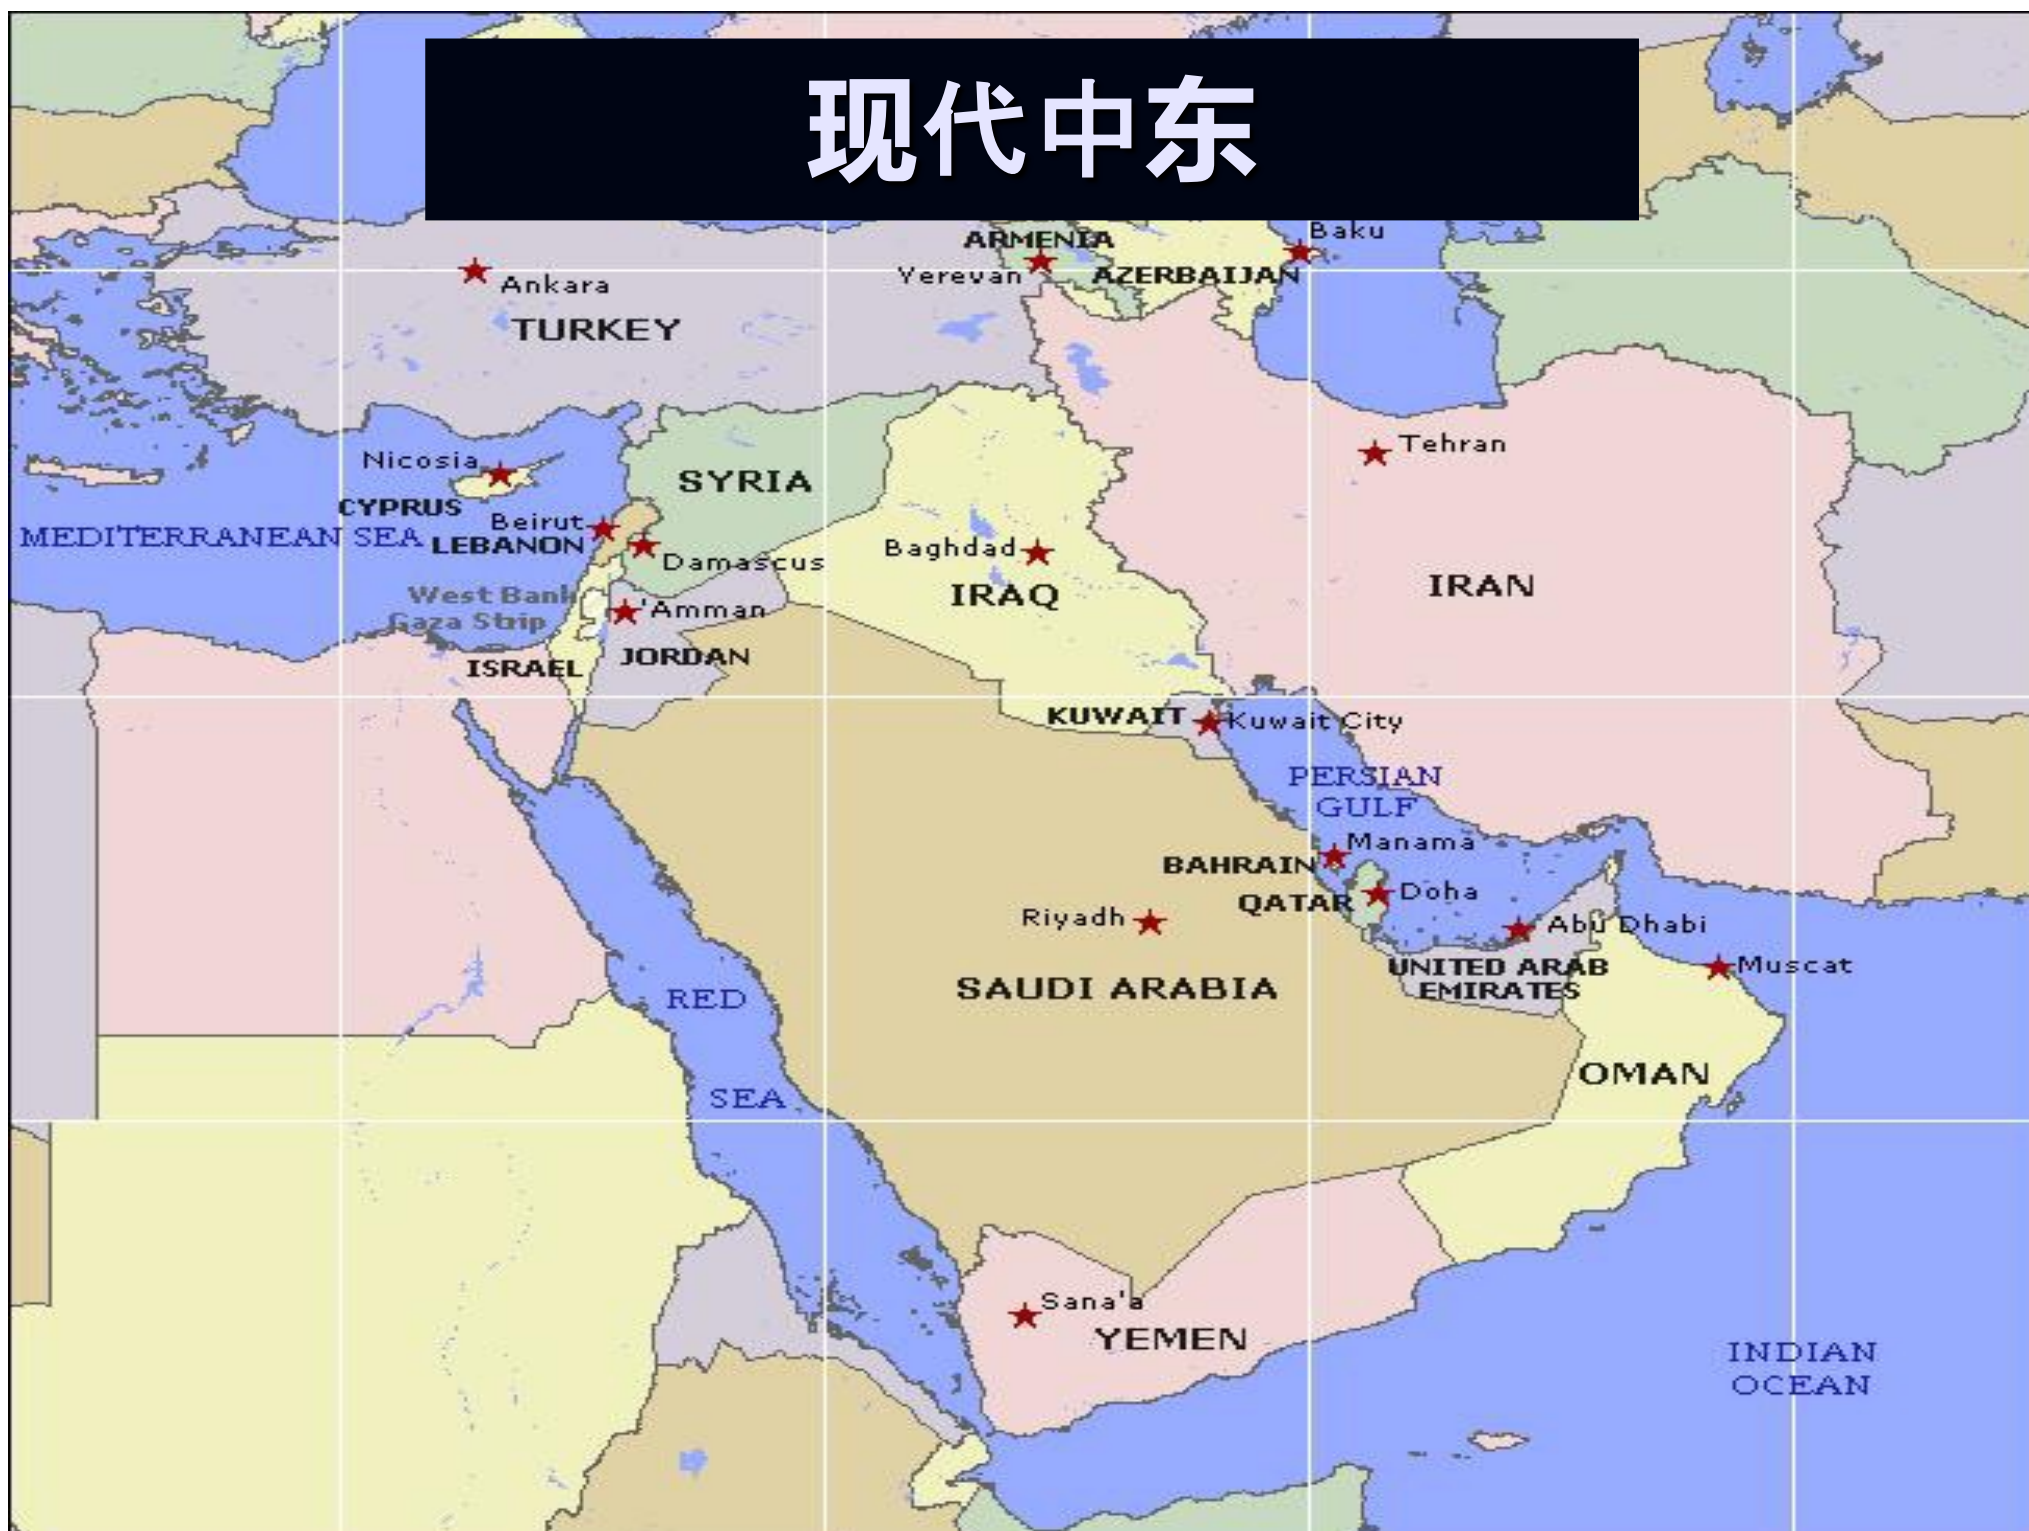 现代中东
Baku
ARMENIA
Yerevan
AZERBAIJAN
Ankara
TURKEY
Tehran
Nicosia
SYRIA
CYPRUS
Beirut
MEDITERRANEAN SEA
LEBANON
Damascus
Baghdad
IRAQ
IRAN
West Bank
'Amman
Gaza Strip
ISRAEL
JORDAN
KUWAIT
Kuwait City
PERSIAN
GULF
Manama
BAHRAIN
QATAR
Doha
Riyadh
Abu Dhabi
UNITED ARAB
EMIRATES
Muscat
SAUDI ARABIA
RED
SEA
OMAN
Sana'a
YEMEN
INDIAN
OCEAN